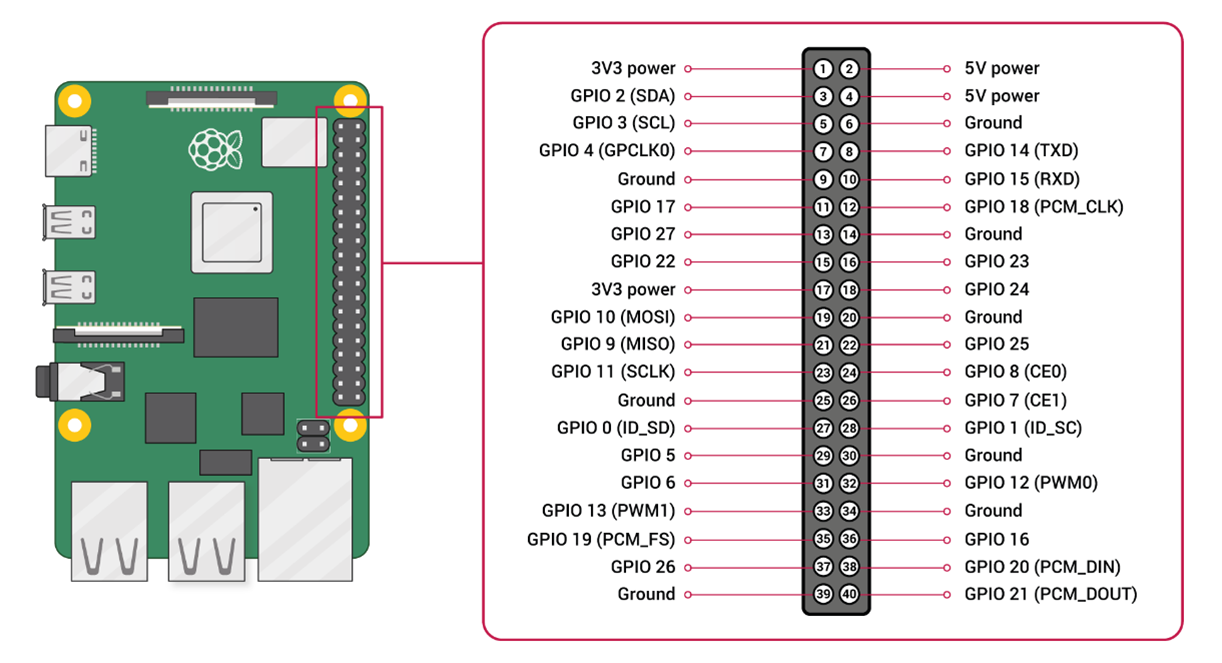 3V3 power 1 2 5V power
GPIO 2 (SDA) 3 4 5V power
GPIO 3 (SCL) 5 6 Ground
GPIO 4 (GPCLK0) 7 8 GPIO 14 (TXD)
Ground 9 10 GPIO 15 (RXD)
GPIO 17 11 12 GPIO 18 (PCM_CLK)
GPIO 27 13 14 Ground
GPIO 22 15 16 GPIO 23
3V3 power 17 18 GPIO 24
GPIO 10 (MOSI) 19 20 Ground
GPIO 9 (MISO) 21 22 GPIO 25
GPIO 11 (SCLK) 23 24 GPIO 8 (CE0)
Ground 25 26 GPIO 7 (CE1)
GPIO 0 (ID_SD) 27 28 GPIO 1 (ID_SC)
GPIO 5 29 30 Ground
GPIO 6 31 32 GPIO 12 (PWM0)
GPIO 13 (PWM1) 33 34 Ground
GPIO 19 (PCM_FS) 35 36 GPIO 16
GPIO 26 37 38 GPIO 20 (PCM_DIN)
Ground 39 40 GPIO 21 (PCM_DOUT)